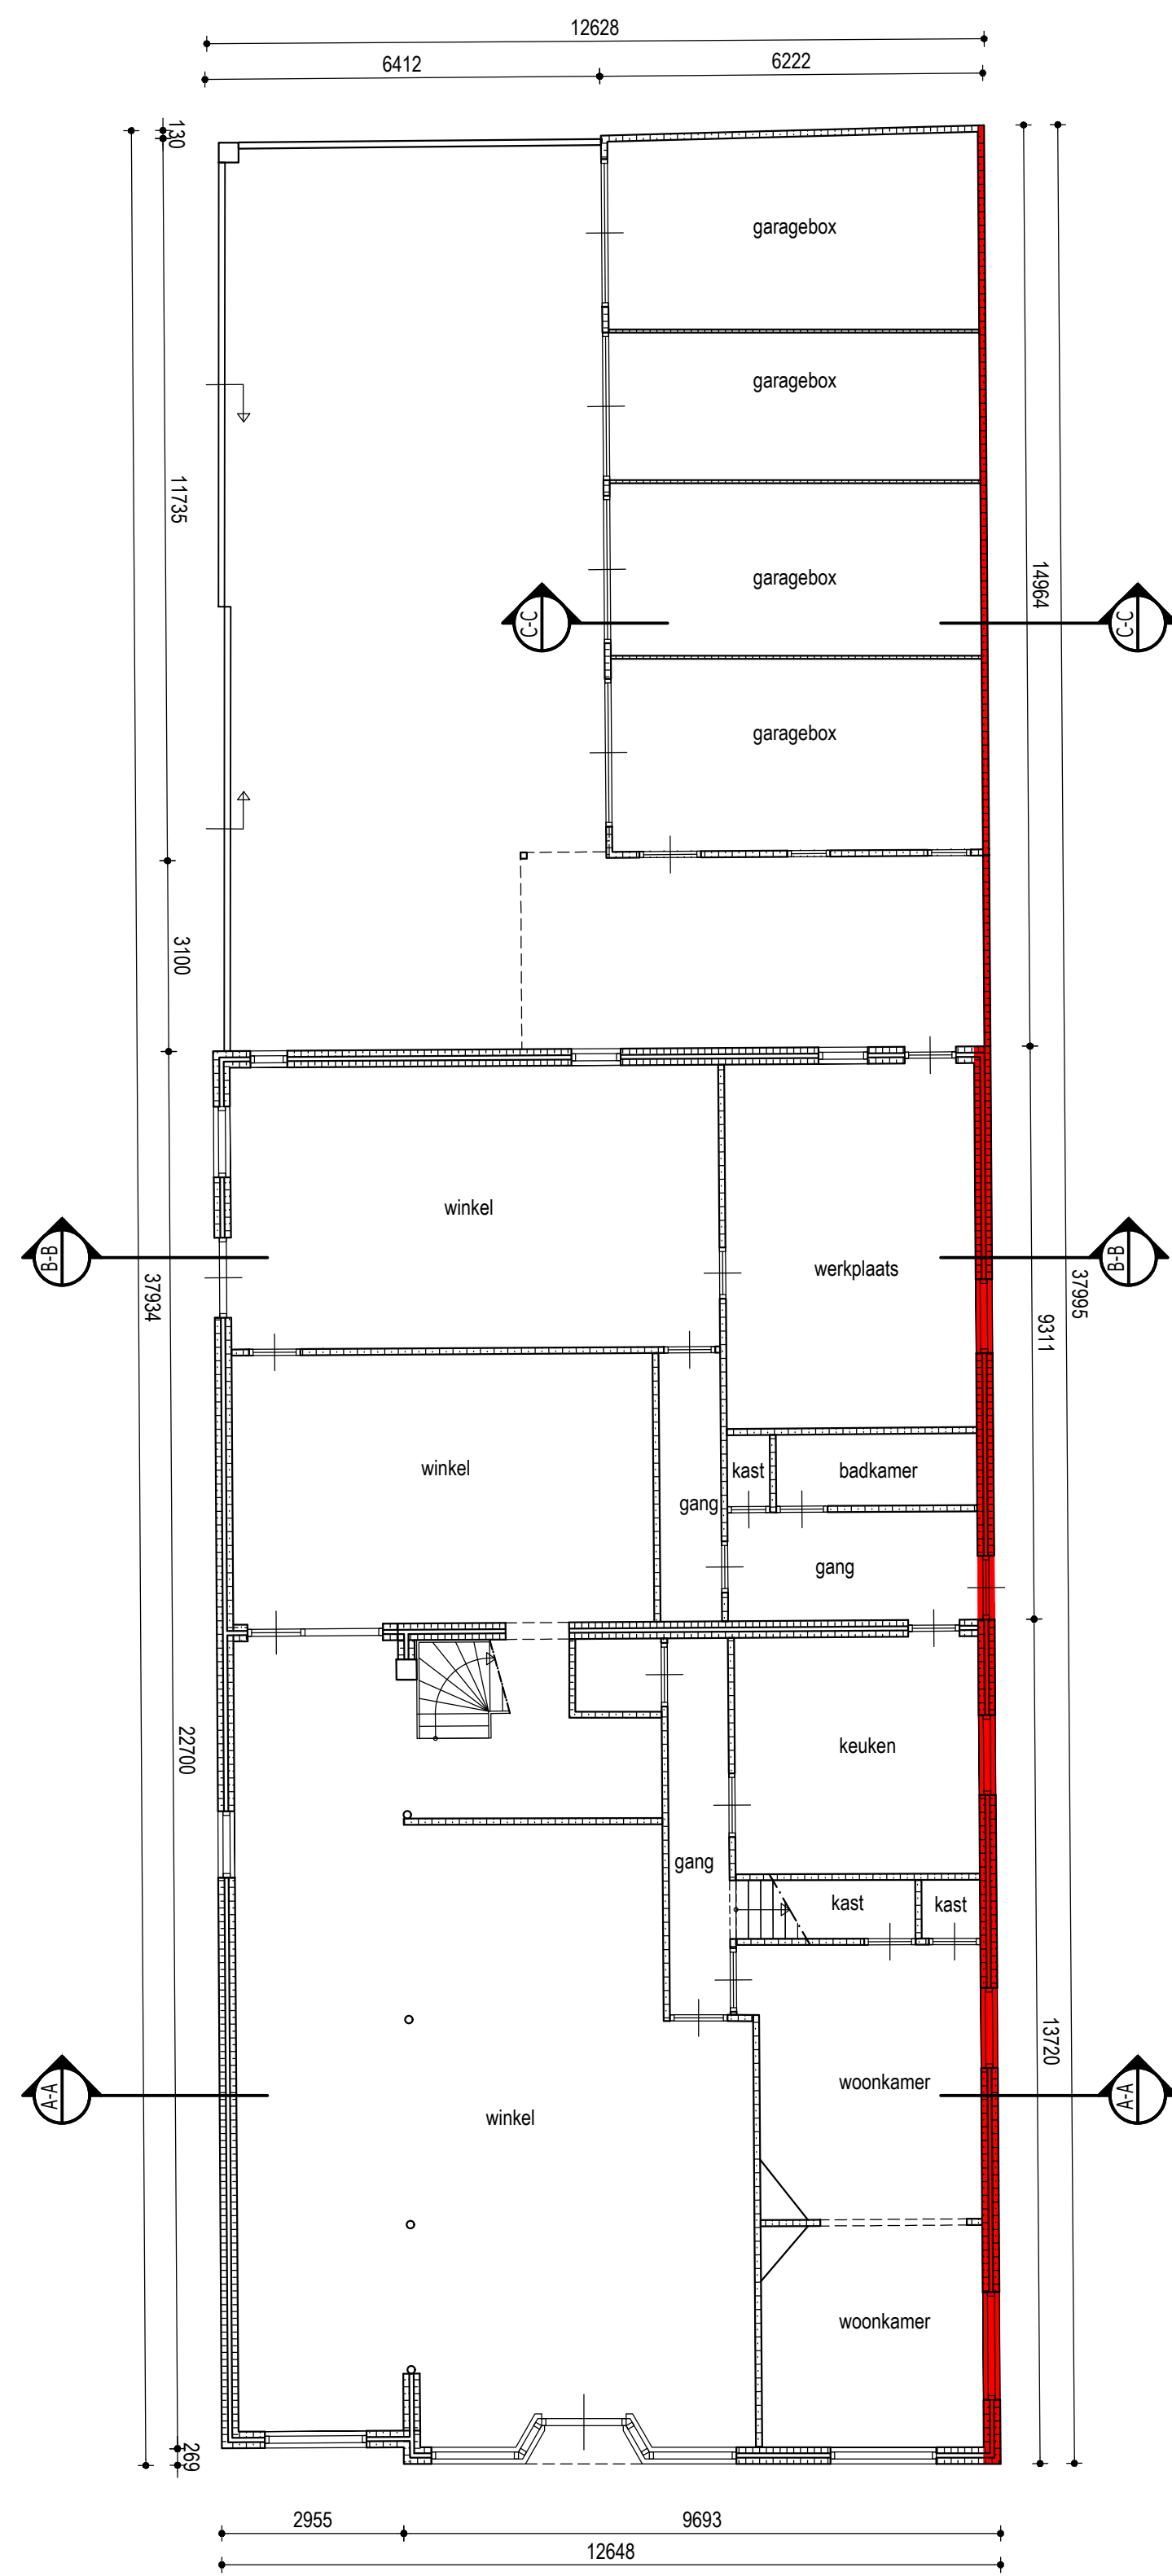 12628
6412
6222
130
garagebox
garagebox
11735
14964
garagebox
C-C
C-C
garagebox
3100
winkel
B-B
B-B
werkplaats
37934
37995
9311
winkel
kast
badkamer
gang
gang
22700
keuken
gang
kast
kast
13720
woonkamer
A-A
A-A
winkel
woonkamer
269
2955
9693
12648